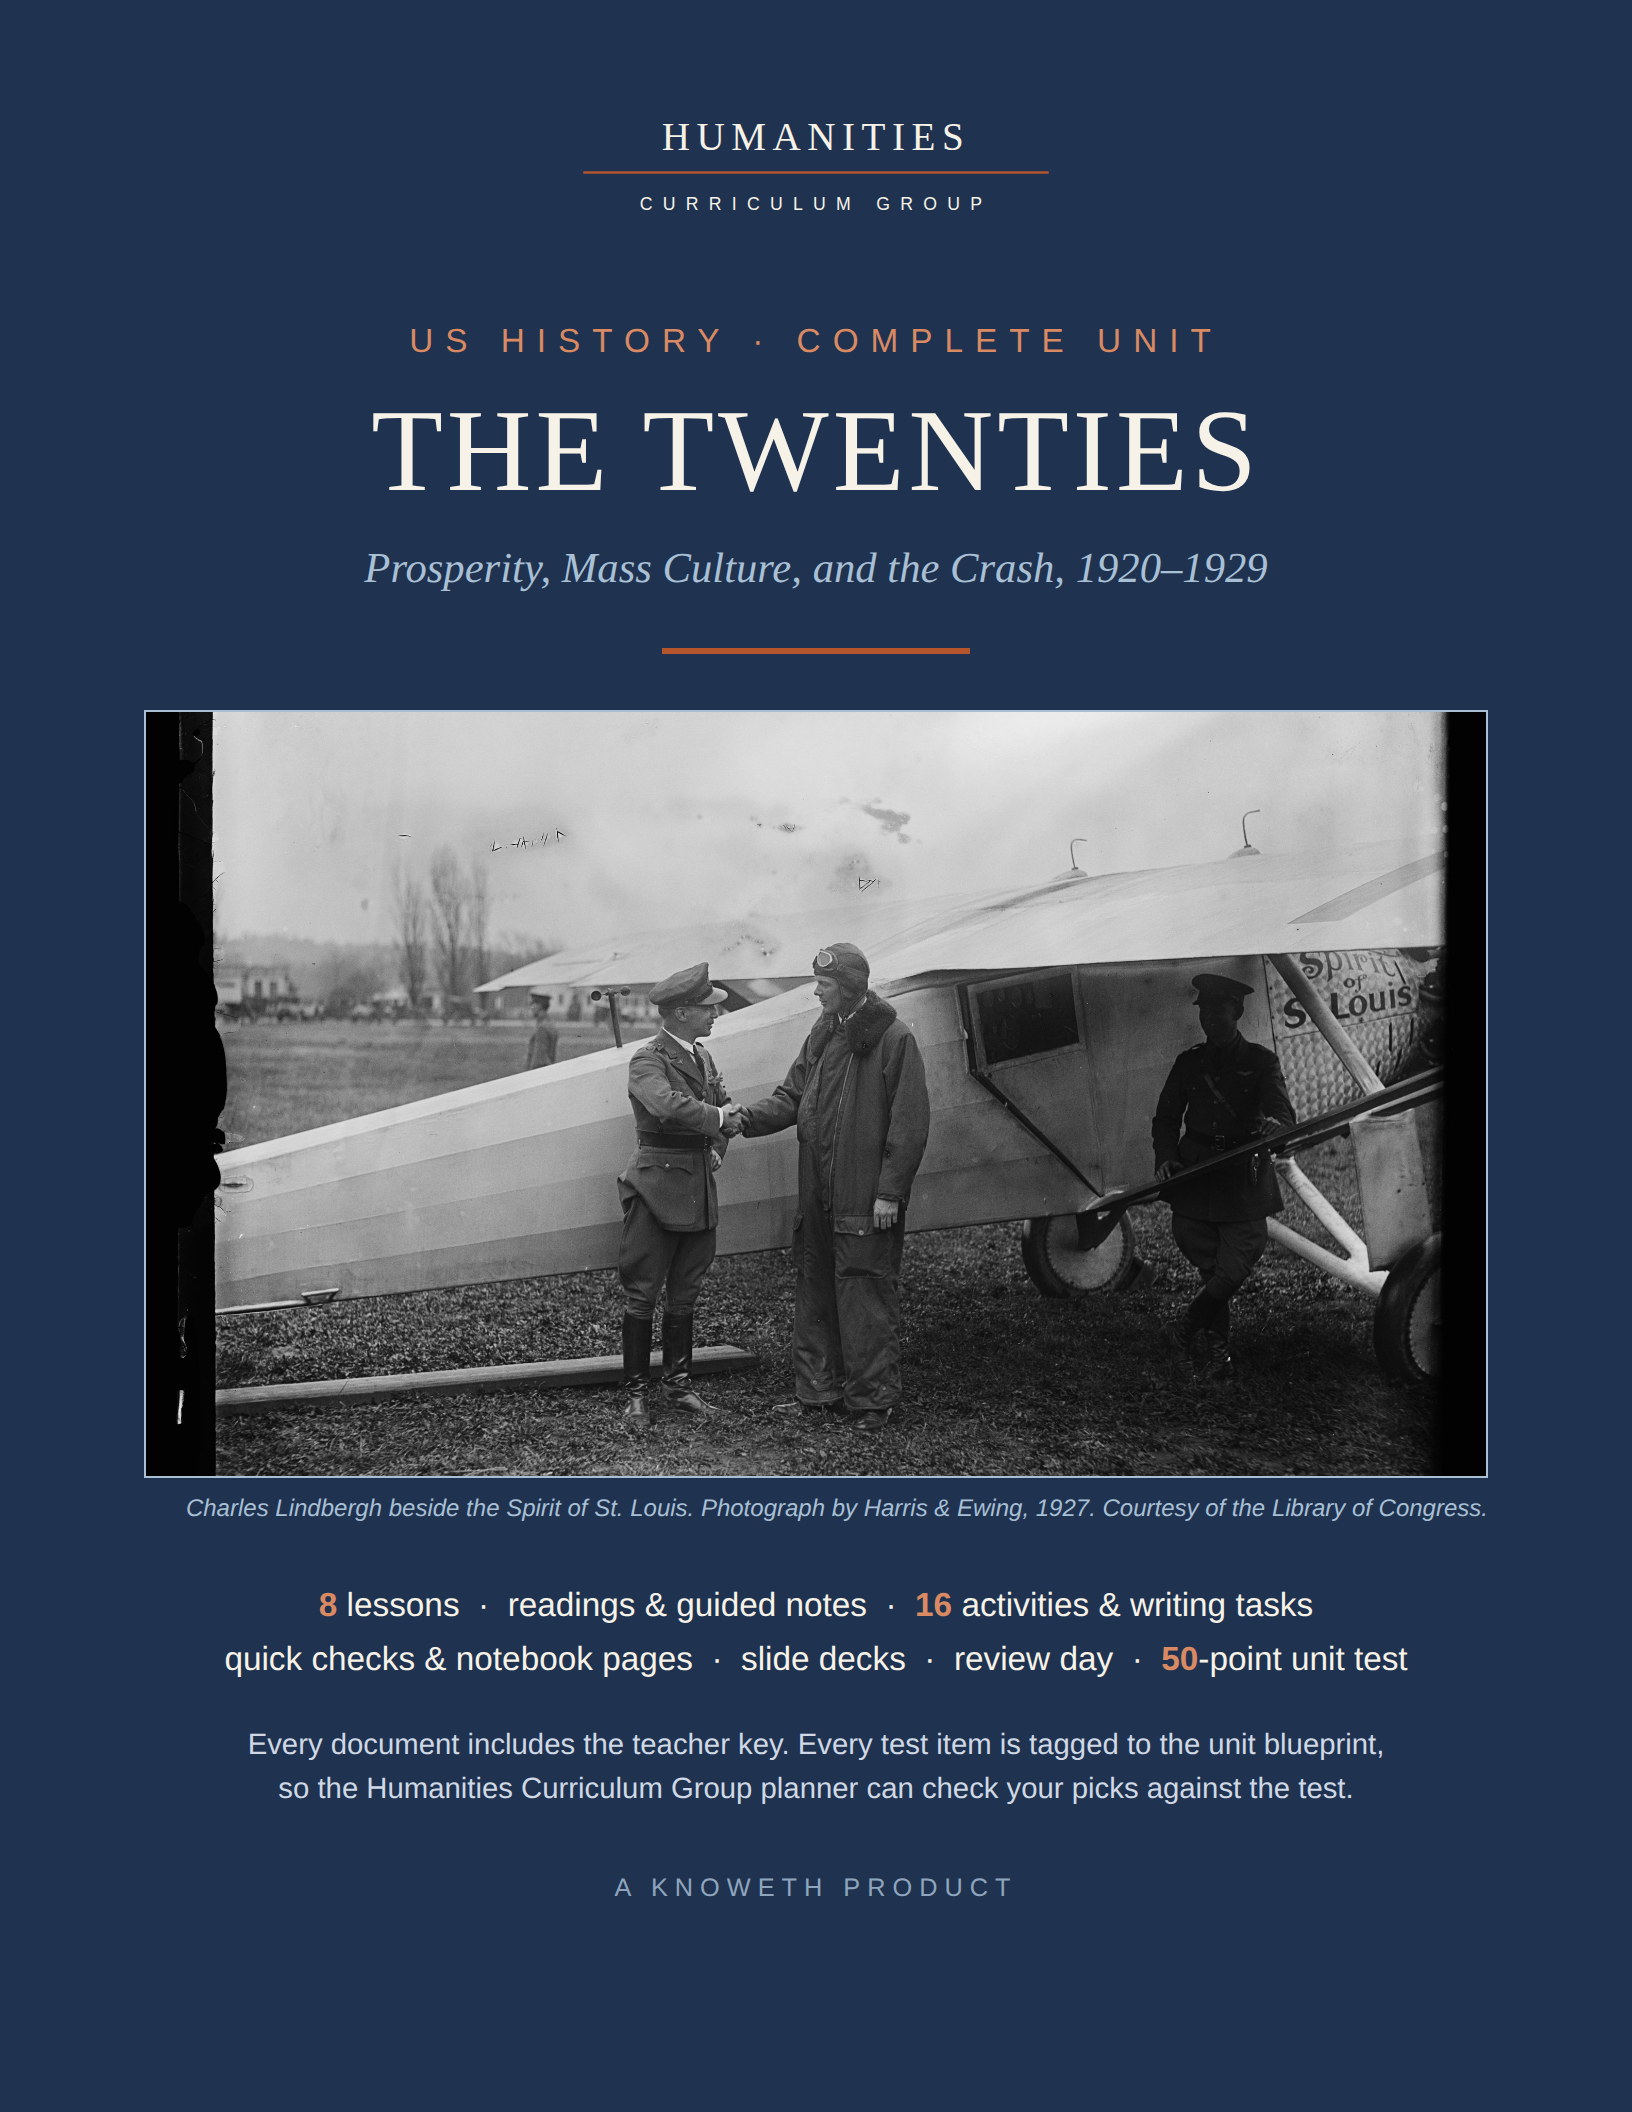 HUMANITIES
CURRICULUM GROUP
US HISTORY · COMPLETE UNIT
THE TWENTIES
Prosperity, Mass Culture, and the Crash, 1920–1929
Spirit
of
St. Louis
Charles Lindbergh beside the Spirit of St. Louis. Photograph by Harris & Ewing, 1927. Courtesy of the Library of Congress.
8 lessons · readings & guided notes · 16 activities & writing tasks
quick checks & notebook pages · slide decks · review day · 50-point unit test
Every document includes the teacher key. Every test item is tagged to the unit blueprint,
so the Humanities Curriculum Group planner can check your picks against the test.
A KNOWETH PRODUCT